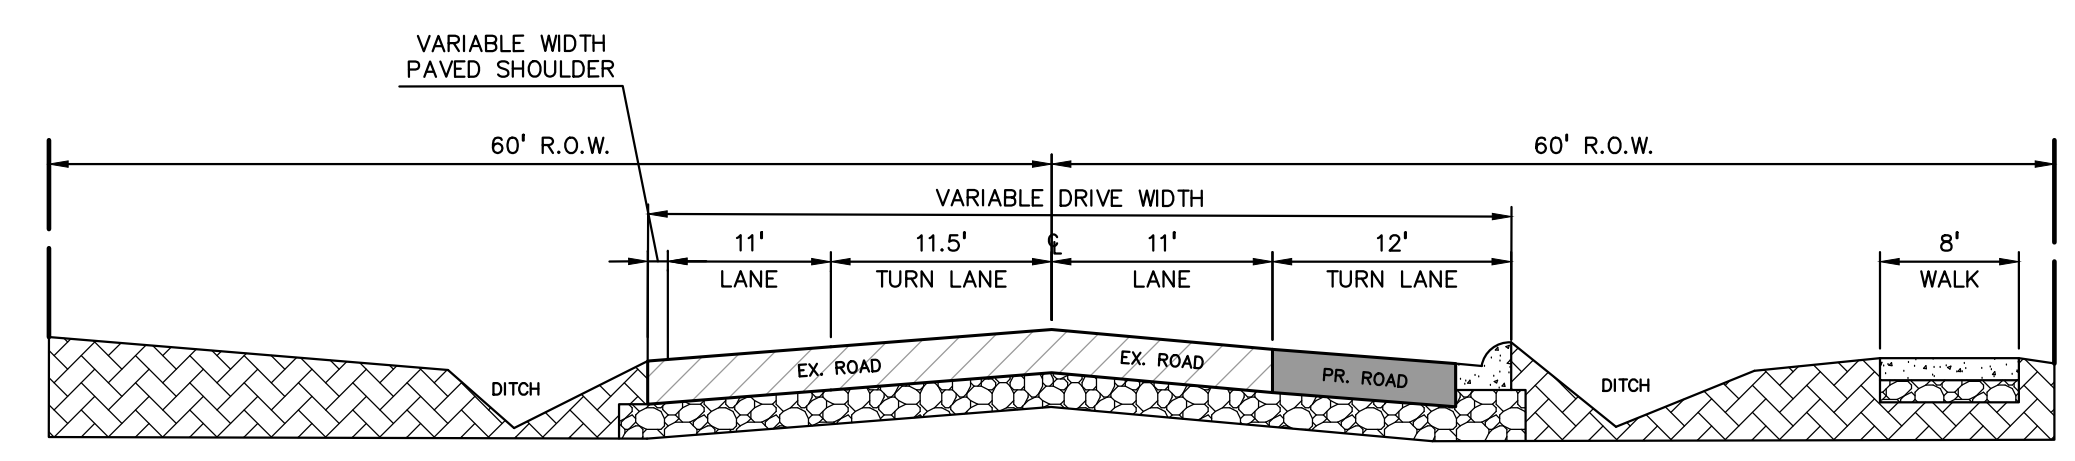 VARIABLE WIDTH
PAVED SHOULDER
60' R.O.W.
60' R.O.W.
VARIABLE DRIVE WIDTH
11'
11.5'
℄
11'
12'
8'
LANE
TURN LANE
LANE
TURN LANE
WALK
EX. ROAD
EX. ROAD
PR. ROAD
DITCH
DITCH